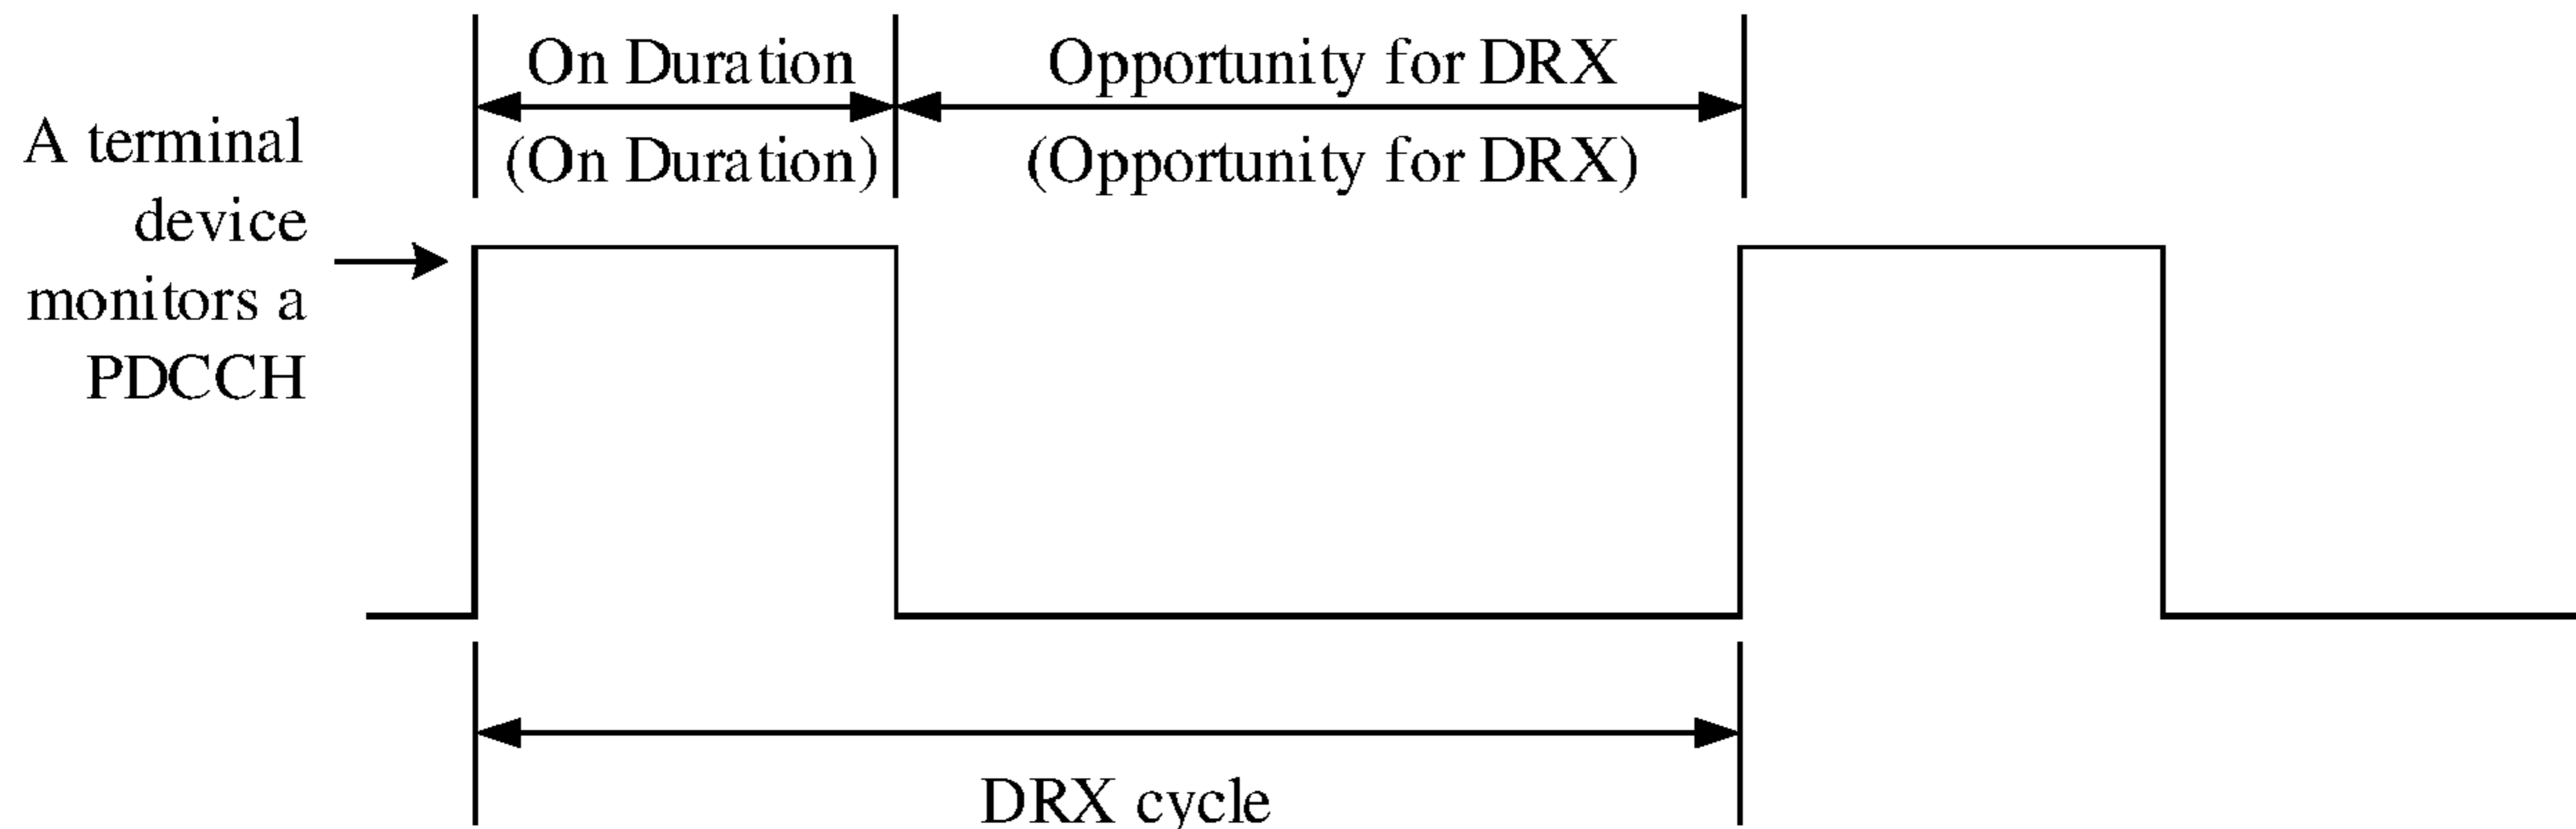 On Duration
Opportunity for DRX
(On Duration)
(Opportunity for DRX)
A terminal
device
monitors a
PDCCH
DRX cycle